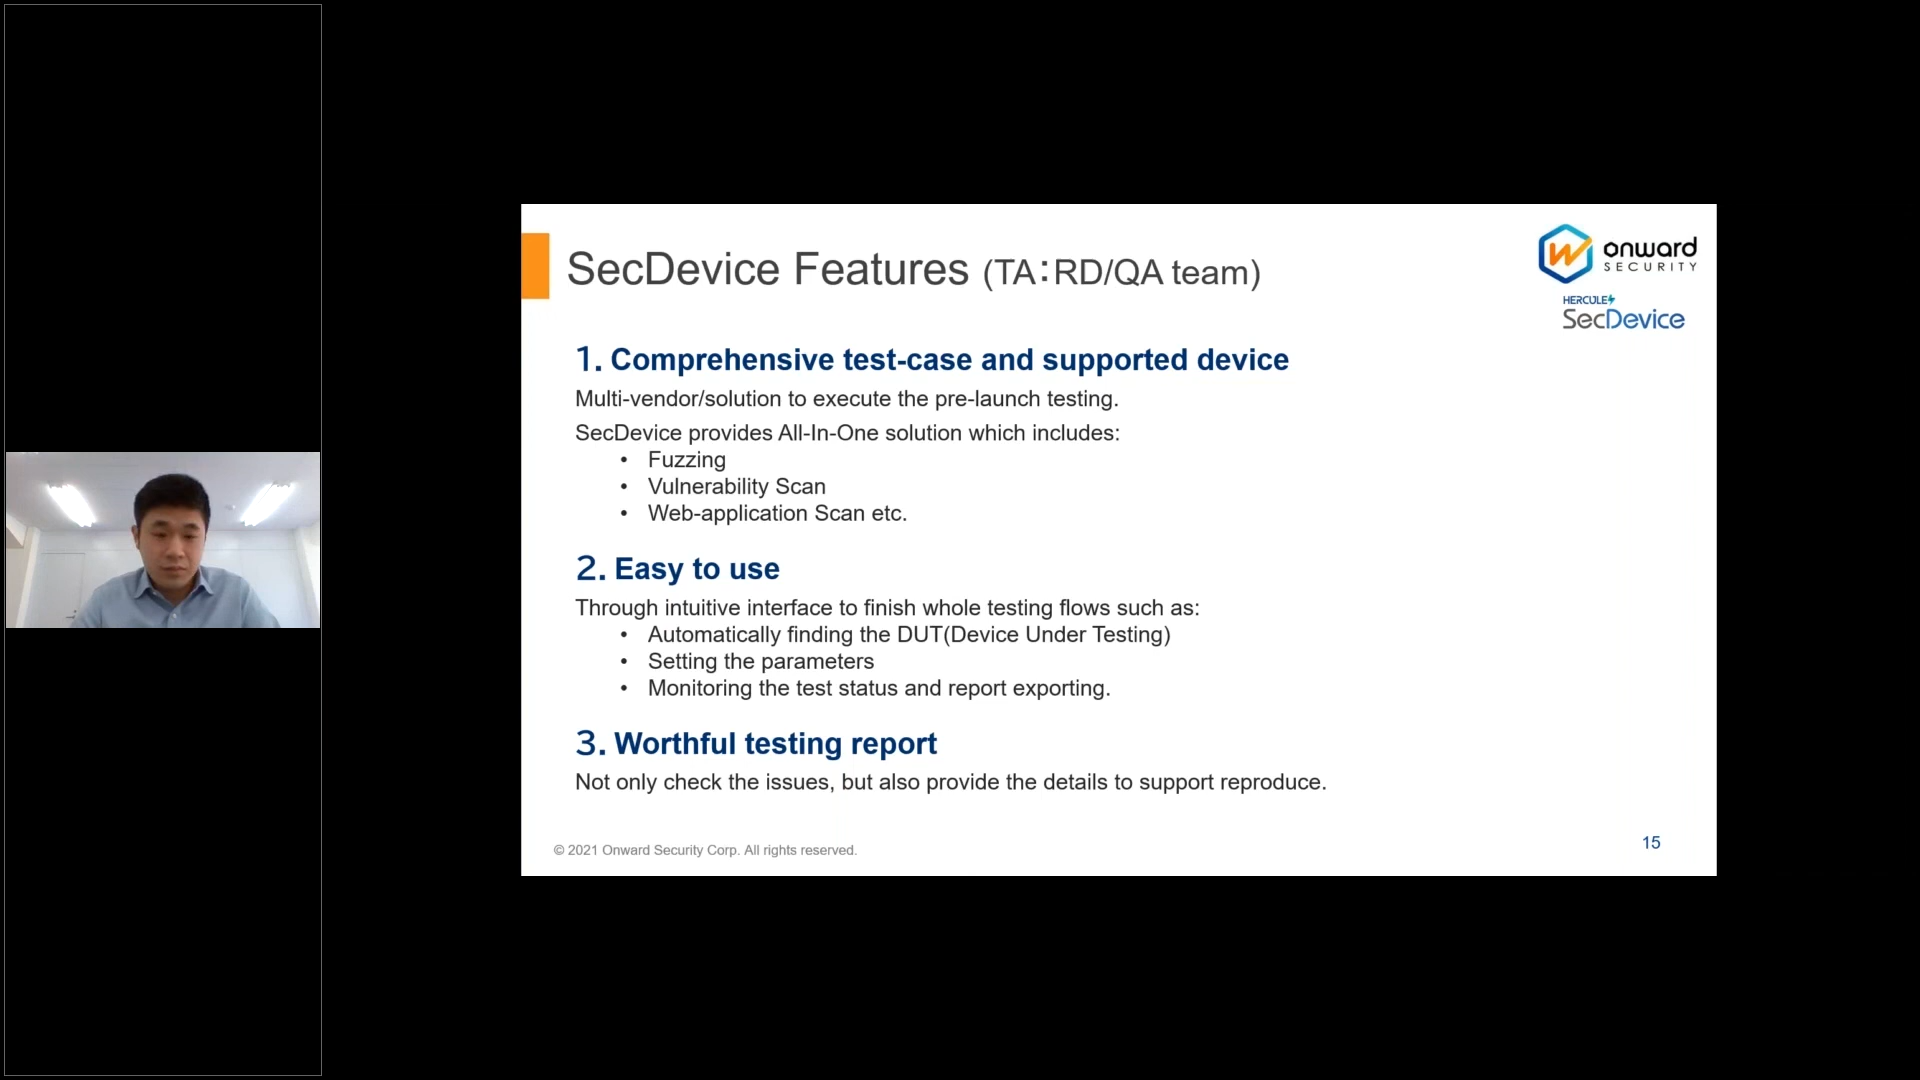 SecDevice Features (TA：RD/QA team)
onward
SECURITY
HERCULES
SecDevice
1. Comprehensive test-case and supported device
Multi-vendor/solution to execute the pre-launch testing.
SecDevice provides All-In-One solution which includes:
• Fuzzing
• Vulnerability Scan
• Web-application Scan etc.
2. Easy to use
Through intuitive interface to finish whole testing flows such as:
• Automatically finding the DUT(Device Under Testing)
• Setting the parameters
• Monitoring the test status and report exporting.
3. Worthful testing report
Not only check the issues, but also provide the details to support reproduce.
© 2021 Onward Security Corp. All rights reserved.
15